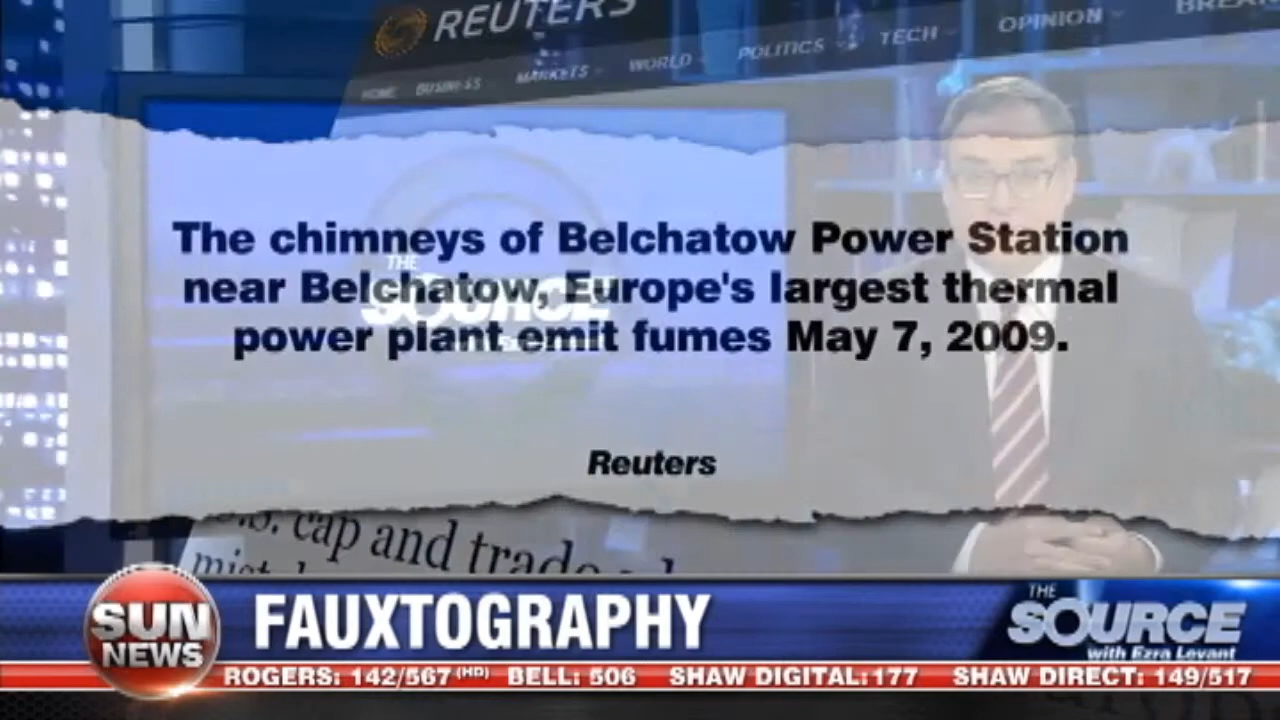 REUTERS
HOME BUSINESS MARKETS WORLD POLITICS TECH OPINION
The chimneys of Belchatow Power Station
near Belchatow, Europe's largest thermal
power plant emit fumes May 7, 2009.
THE
SOURCE
Reuters
U.S. cap and trade
SUN
NEWS
FAUXTOGRAPHY
THE
SOURCE
with Ezra Levant
ROGERS: 142/567 (HD) BELL: 506 SHAW DIGITAL: 177 SHAW DIRECT: 149/517